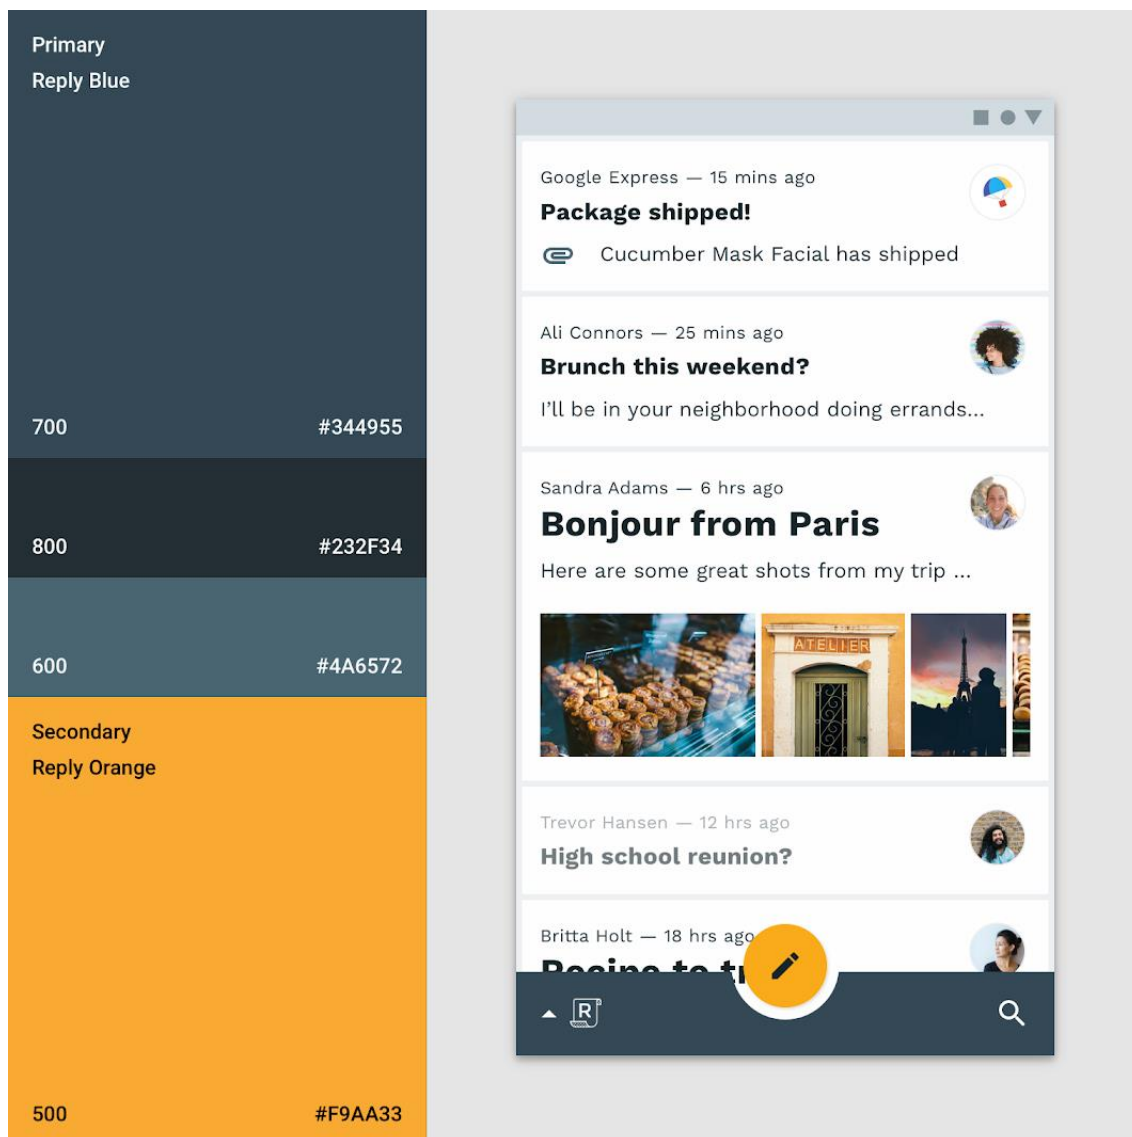 Primary
Reply Blue
700 #344955
800 #232F34
600 #4A6572
Secondary
Reply Orange
500 #F9AA33
Google Express — 15 mins ago
Package shipped!
Cucumber Mask Facial has shipped
Ali Connors — 25 mins ago
Brunch this weekend?
I'll be in your neighborhood doing errands...
Sandra Adams — 6 hrs ago
Bonjour from Paris
Here are some great shots from my trip ...
ATELIER
Trevor Hansen — 12 hrs ago
High school reunion?
Britta Holt — 18 hrs ago
Recipe to tr
R